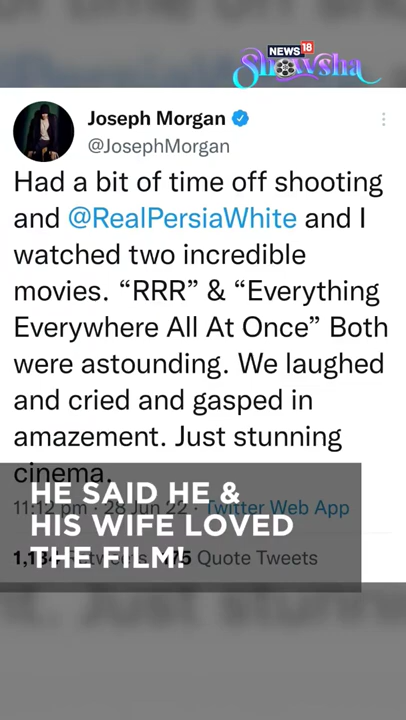 NEWS 18
Showsha
Joseph Morgan
@JosephMorgan
Had a bit of time off shooting
and @RealPersiaWhite and I
watched two incredible
movies. “RRR” & “Everything
Everywhere All At Once” Both
were astounding. We laughed
and cried and gasped in
amazement. Just stunning
cinema.
11:12 pm · 28 Jun 22 · Twitter Web App
Quote Tweets
HE SAID HE &
HIS WIFE LOVED
THE FILM!